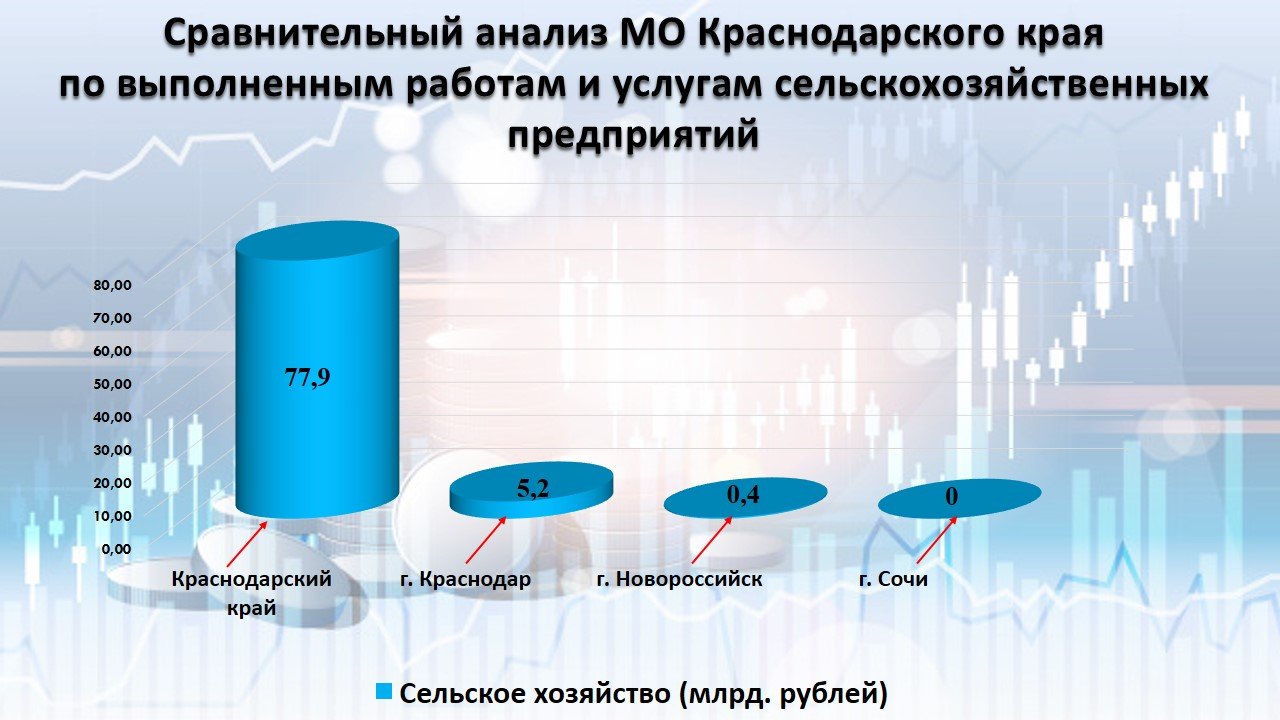 Сравнительный анализ МО Краснодарского края
по выполненным работам и услугам сельскохозяйственных
предприятий
80,00
70,00
60,00
50,00
40,00
30,00
20,00
10,00
0,00
77,9
5,2
0,4
0
Краснодарский
край
г. Краснодар
г. Новороссийск
г. Сочи
Сельское хозяйство (млрд. рублей)